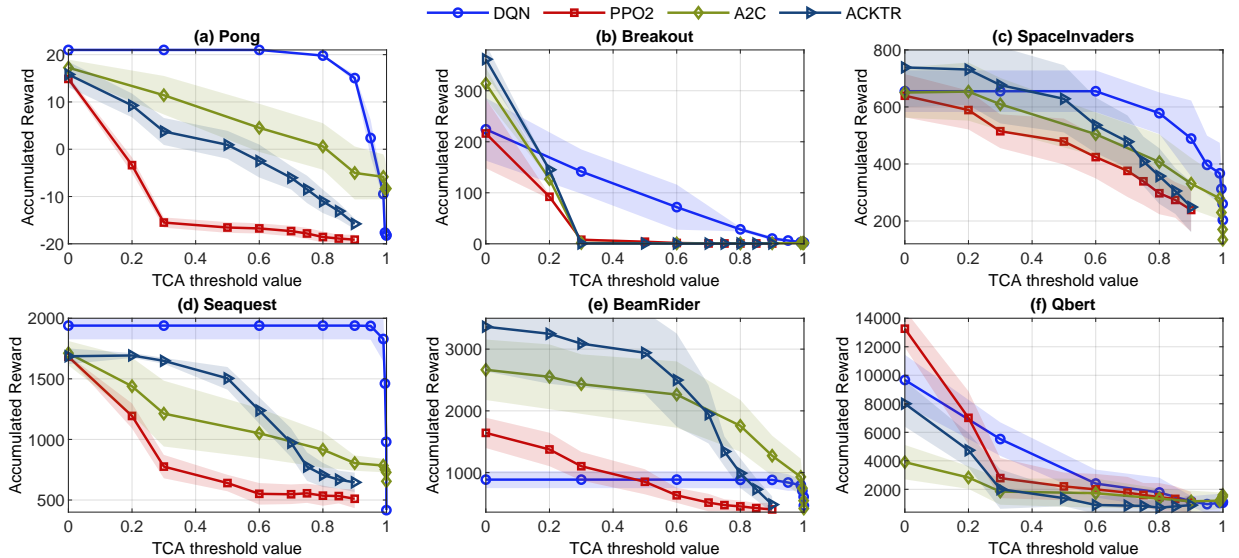 DQN PPO2 A2C ACKTR
(a) Pong
(b) Breakout
(c) SpaceInvaders
Accumulated Reward
20
10
0
-10
-20
0 0.2 0.4 0.6 0.8 1
TCA threshold value
Accumulated Reward
300
200
100
0
0 0.2 0.4 0.6 0.8 1
TCA threshold value
Accumulated Reward
800
600
400
200
0 0.2 0.4 0.6 0.8 1
TCA threshold value
(d) Seaquest
(e) BeamRider
(f) Qbert
Accumulated Reward
2000
1500
1000
500
0 0.2 0.4 0.6 0.8 1
TCA threshold value
Accumulated Reward
3000
2000
1000
0 0.2 0.4 0.6 0.8 1
TCA threshold value
Accumulated Reward
14000
12000
10000
8000
6000
4000
2000
0 0.2 0.4 0.6 0.8 1
TCA threshold value